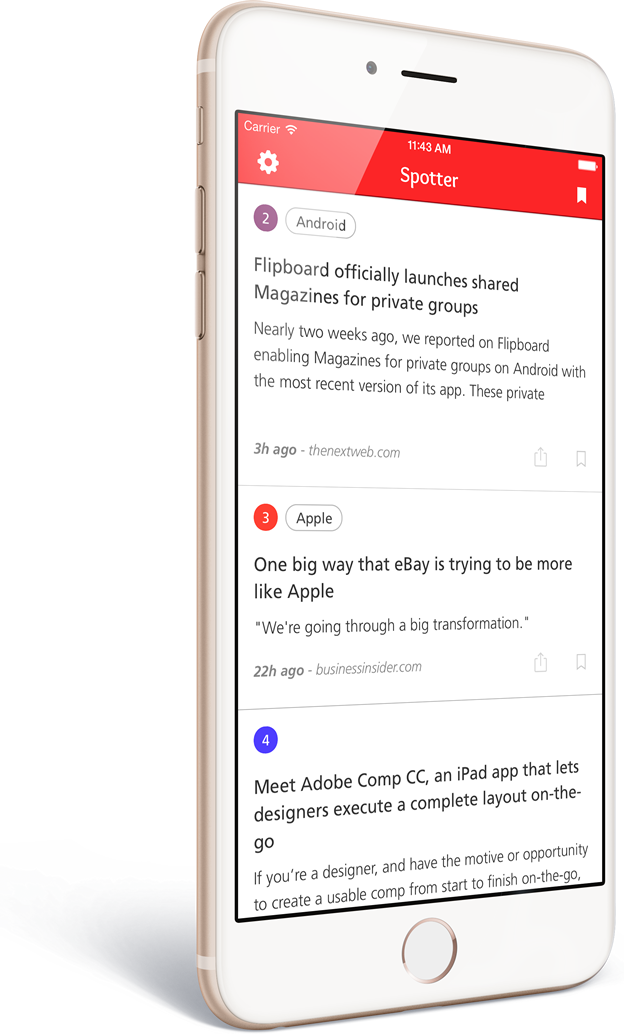 Carrier
11:43 AM
Spotter
2 Android
Flipboard officially launches shared
Magazines for private groups
Nearly two weeks ago, we reported on Flipboard
enabling Magazines for private groups on Android with
the most recent version of its app. These private
3h ago - thenextweb.com
3 Apple
One big way that eBay is trying to be more
like Apple
"We're going through a big transformation."
22h ago - businessinsider.com
4
Meet Adobe Comp CC, an iPad app that lets
designers execute a complete layout on-the-
go
If you’re a designer, and have the motive or opportunity
to create a usable comp from start to finish on-the-go,